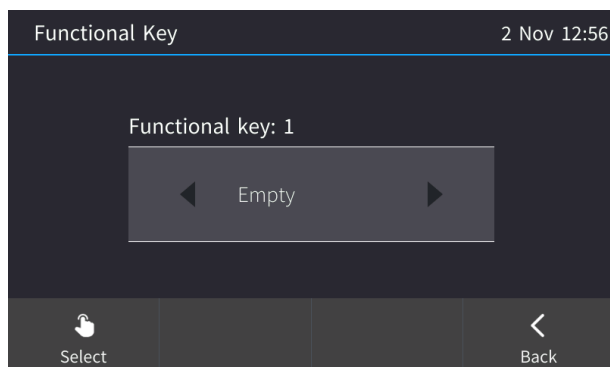 Functional Key 2 Nov 12:56
Functional key: 1
Empty
Select Back